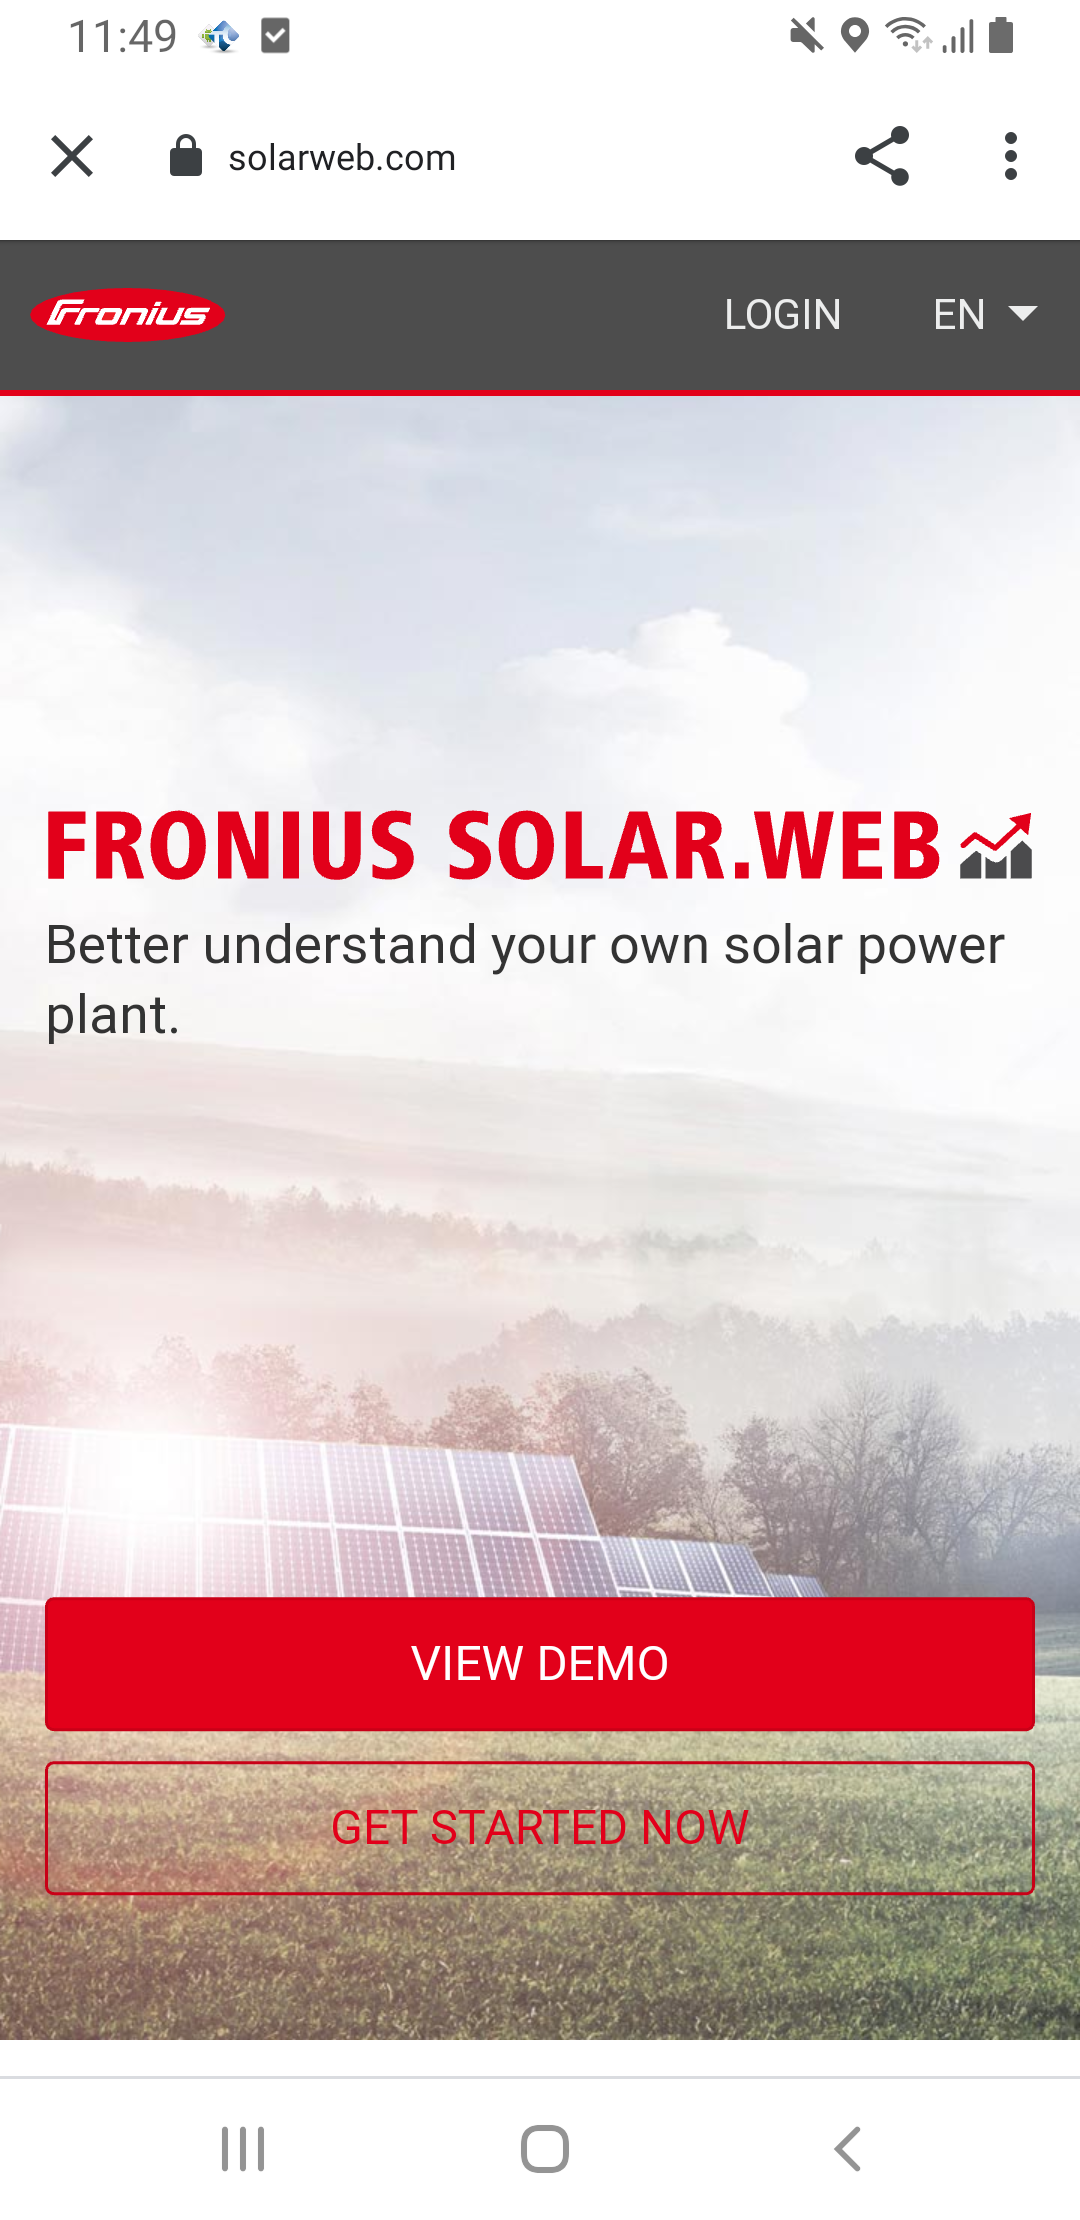 11:49
solarweb.com
Fronius
LOGIN
EN
FRONIUS SOLAR.WEB
Better understand your own solar power
plant.
VIEW DEMO
GET STARTED NOW